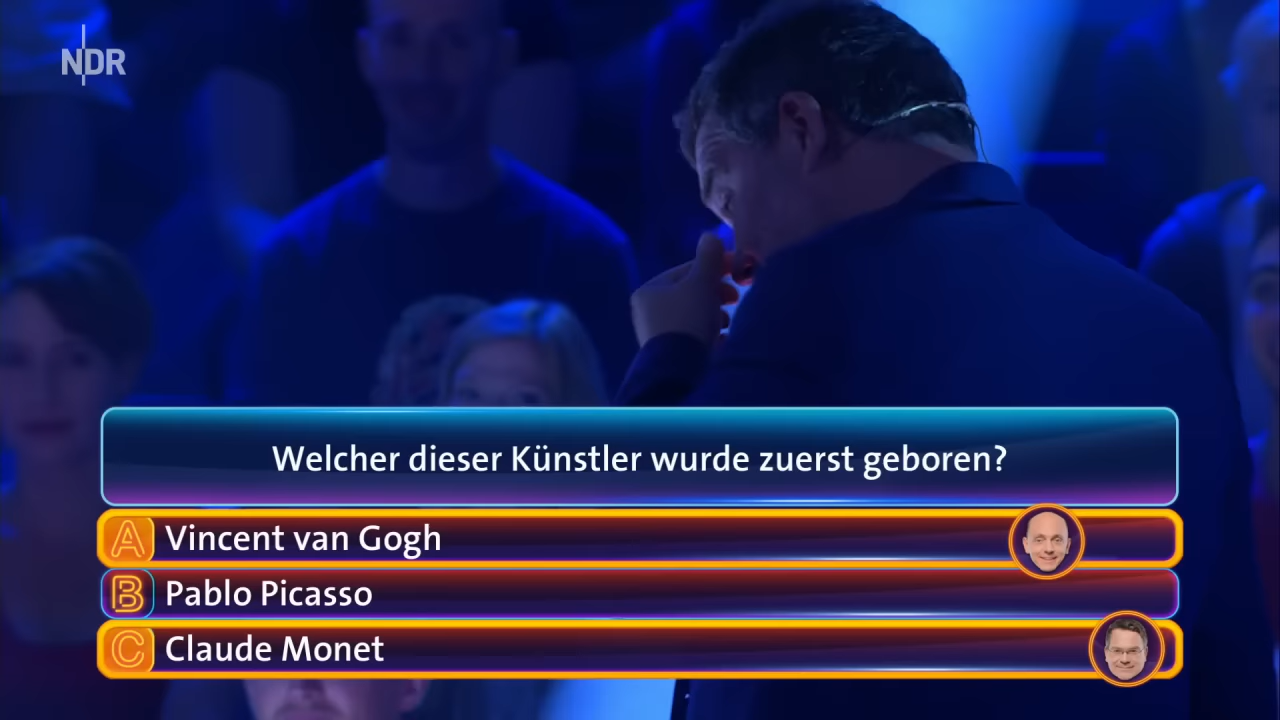 NDR
Welcher dieser Künstler wurde zuerst geboren?
A Vincent van Gogh
B Pablo Picasso
C Claude Monet